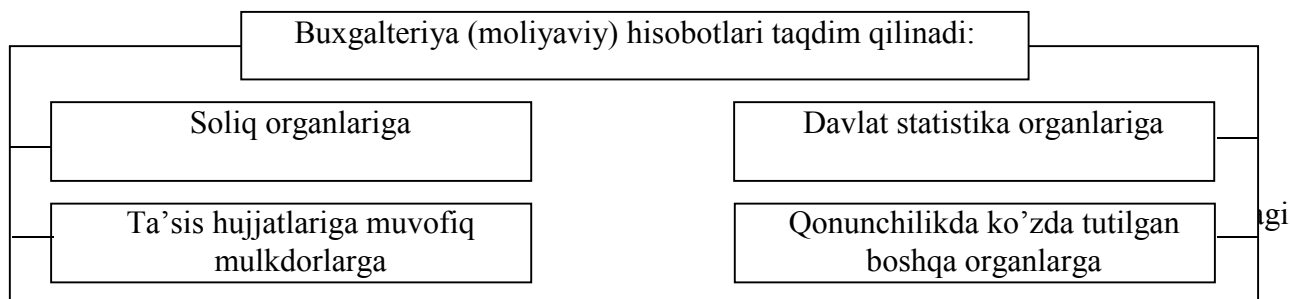 Buxgalteriya (moliyaviy) hisobotlari taqdim qilinadi:
Soliq organlariga
Davlat statistika organlariga
Ta’sis hujjatlariga muvofiq
mulkdorlarga
Qonunchilikda ko’zda tutilgan
boshqa organlarga